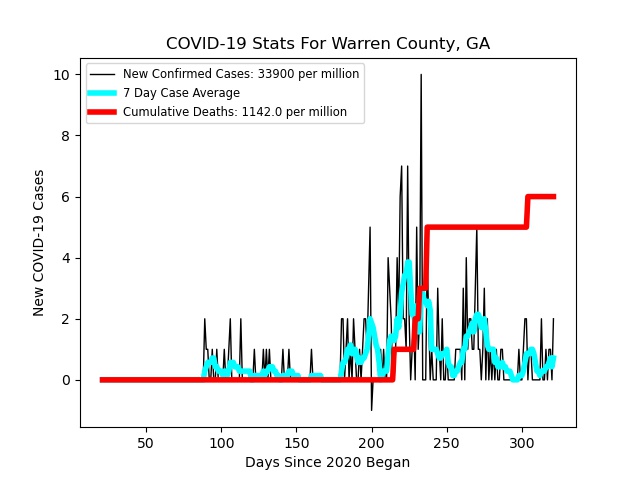 COVID-19 Stats For Warren County, GA
New Confirmed Cases: 33900 per million
7 Day Case Average
Cumulative Deaths: 1142.0 per million
New COVID-19 Cases
10
8
6
4
2
0
50 100 150 200 250 300
Days Since 2020 Began